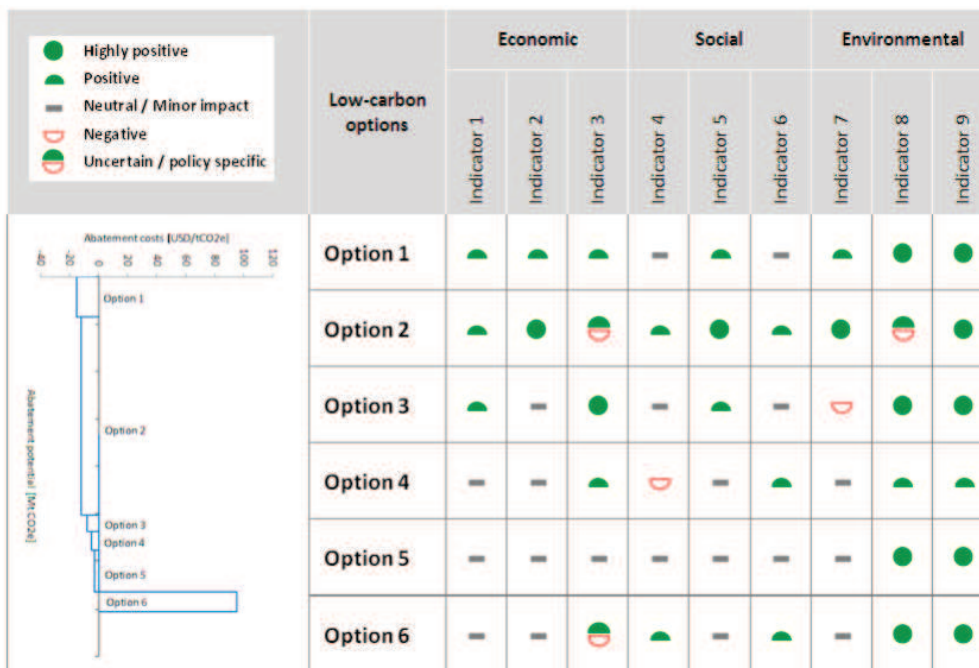 Highly positive
Positive
Neutral / Minor impact
Negative
Uncertain / policy specific
Low-carbon
options
Economic
Social
Environmental
Indicator 1
Indicator 2
Indicator 3
Indicator 4
Indicator 5
Indicator 6
Indicator 7
Indicator 8
Indicator 9
Abatement costs [USD/tCO2e]
-40 -20 0 20 40 60 80 100 120
Option 1
Option 2
Option 3
Option 4
Option 5
Option 6
Abatement potential [MtCO2e]
Option 1
Option 2
Option 3
Option 4
Option 5
Option 6